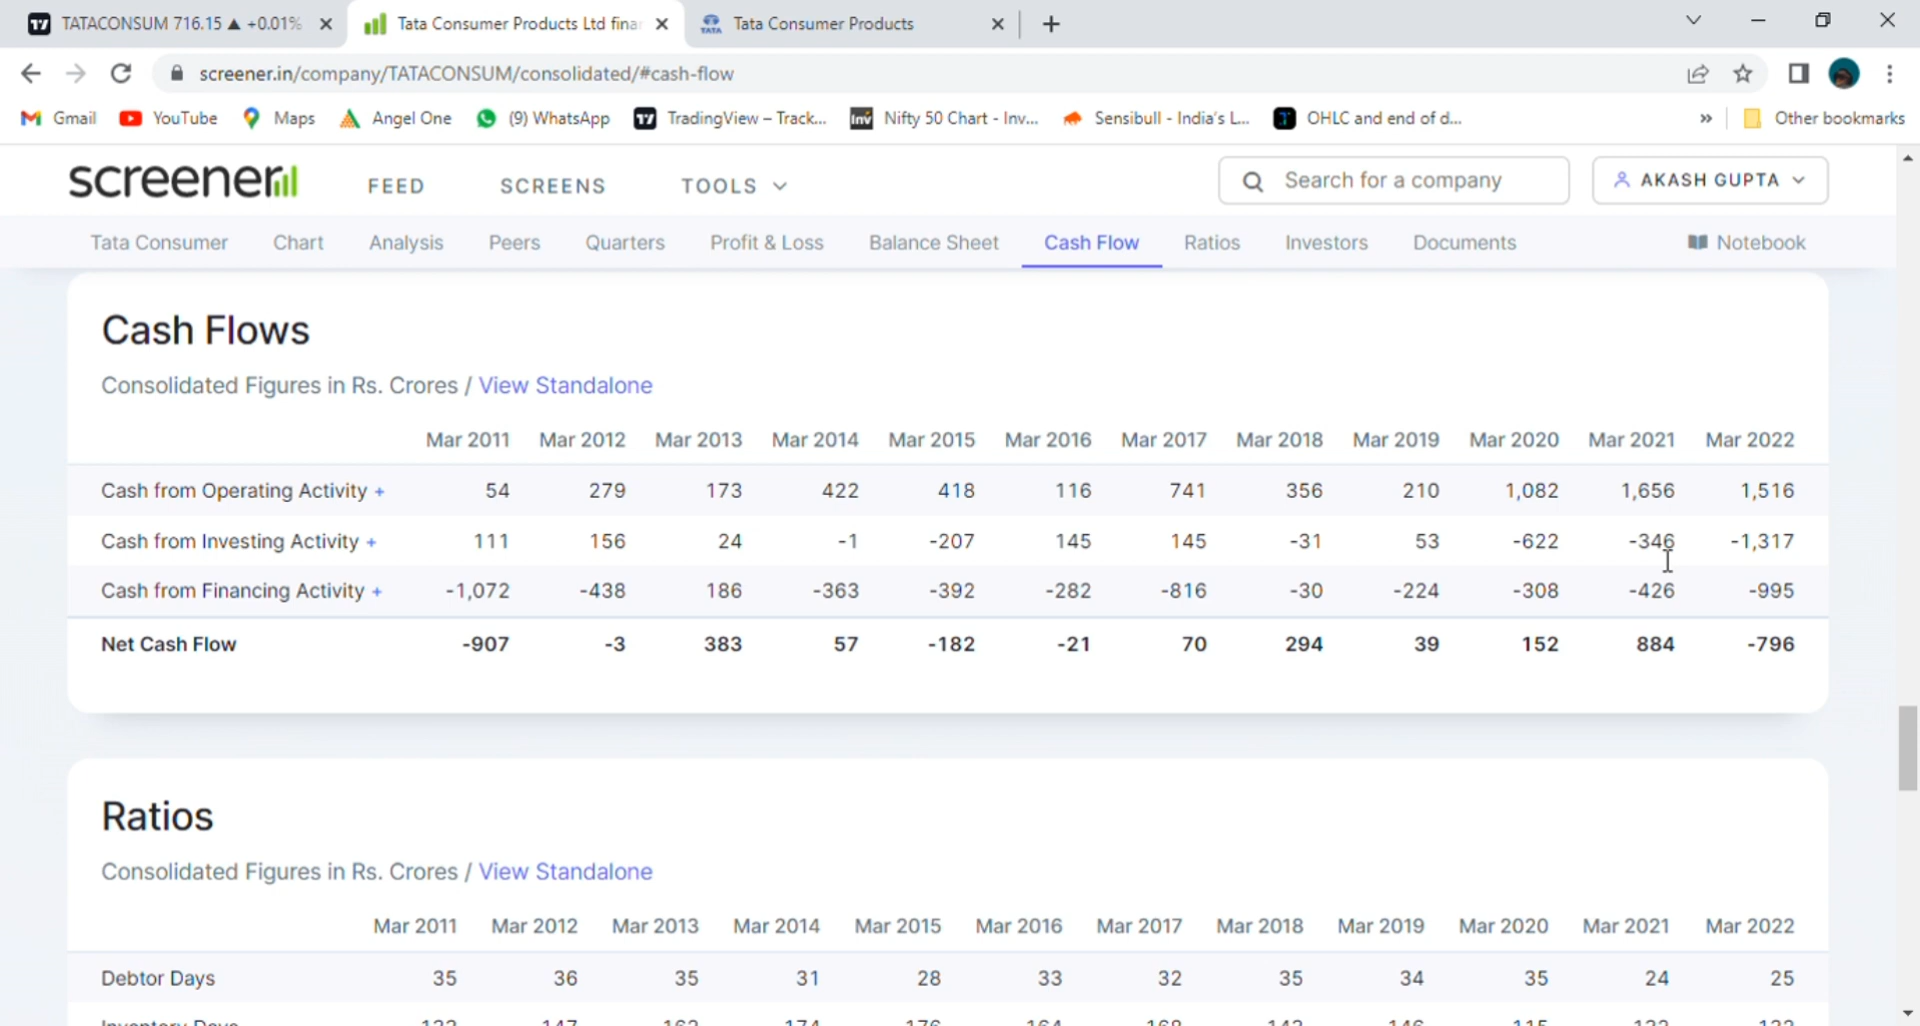 TATACONSUM 716.15 ▲ +0.01%
Tata Consumer Products Ltd finan
TATA Tata Consumer Products
screener.in/company/TATACONSUM/consolidated/#cash-flow
Gmail YouTube Maps Angel One (9) WhatsApp TradingView – Track... Inv Nifty 50 Chart - Inv... Sensibull - India's L... OHLC and end of d... » Other bookmarks
screener FEED SCREENS TOOLS Search for a company AKASH GUPTA
Tata Consumer Chart Analysis Peers Quarters Profit & Loss Balance Sheet Cash Flow Ratios Investors Documents Notebook
Cash Flows
Consolidated Figures in Rs. Crores / View Standalone
Mar 2011 Mar 2012 Mar 2013 Mar 2014 Mar 2015 Mar 2016 Mar 2017 Mar 2018 Mar 2019 Mar 2020 Mar 2021 Mar 2022
Cash from Operating Activity + 54 279 173 422 418 116 741 356 210 1,082 1,656 1,516
Cash from Investing Activity + 111 156 24 -1 -207 145 145 -31 53 -622 -346 -1,317
Cash from Financing Activity + -1,072 -438 186 -363 -392 -282 -816 -30 -224 -308 -426 -995
Net Cash Flow -907 -3 383 57 -182 -21 70 294 39 152 884 -796
Ratios
Consolidated Figures in Rs. Crores / View Standalone
Mar 2011 Mar 2012 Mar 2013 Mar 2014 Mar 2015 Mar 2016 Mar 2017 Mar 2018 Mar 2019 Mar 2020 Mar 2021 Mar 2022
Debtor Days 35 36 35 31 28 33 32 35 34 35 24 25